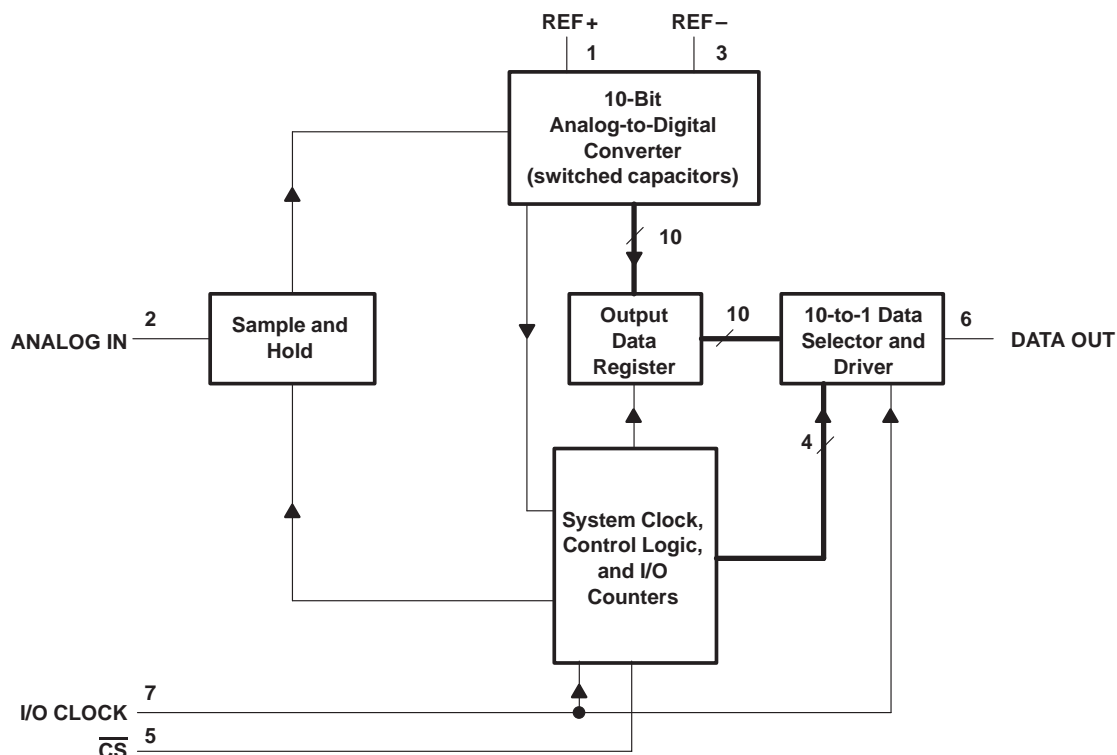 REF+ REF–
1 3
10-Bit
Analog-to-Digital
Converter
(switched capacitors)
10
ANALOG IN 2
Sample and
Hold
Output
Data
Register
10
10-to-1 Data
Selector and
Driver
6 DATA OUT
4
System Clock,
Control Logic,
and I/O
Counters
I/O CLOCK 7
C̅S̅ 5